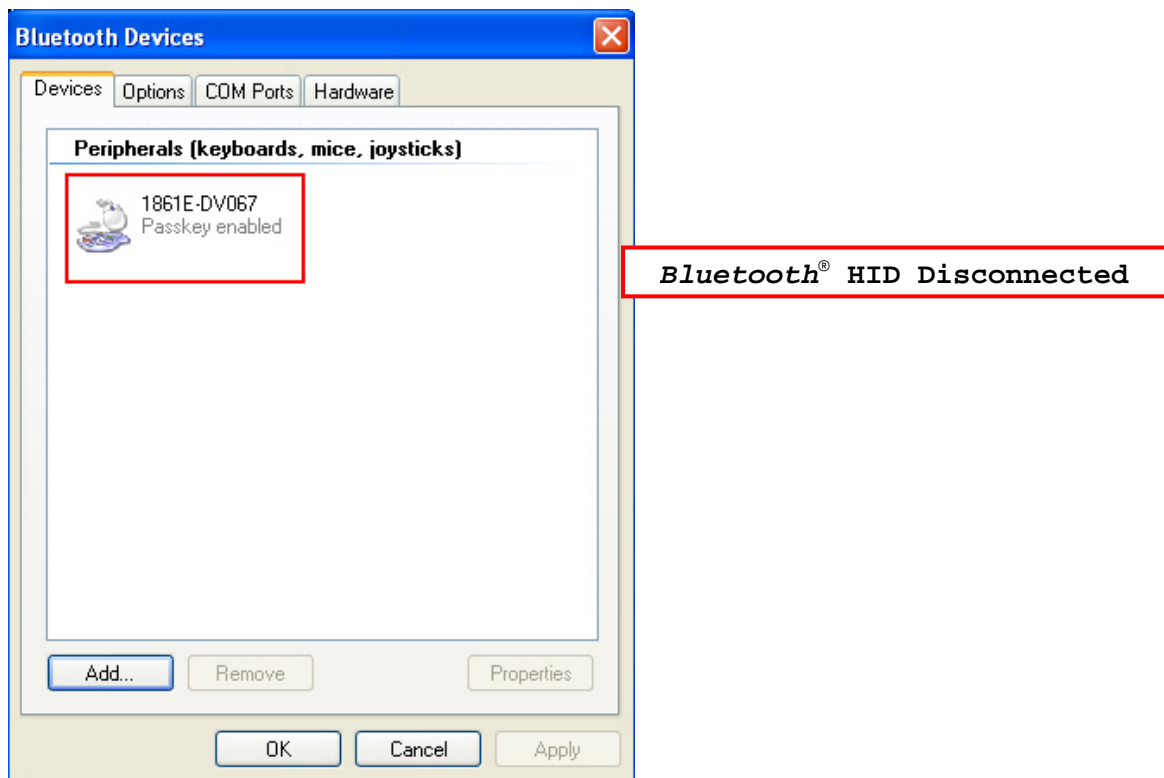 Bluetooth Devices
Devices Options COM Ports Hardware
Peripherals (keyboards, mice, joysticks)
1861E-DV067
Passkey enabled
Bluetooth® HID Disconnected
Add... Remove Properties
OK Cancel Apply